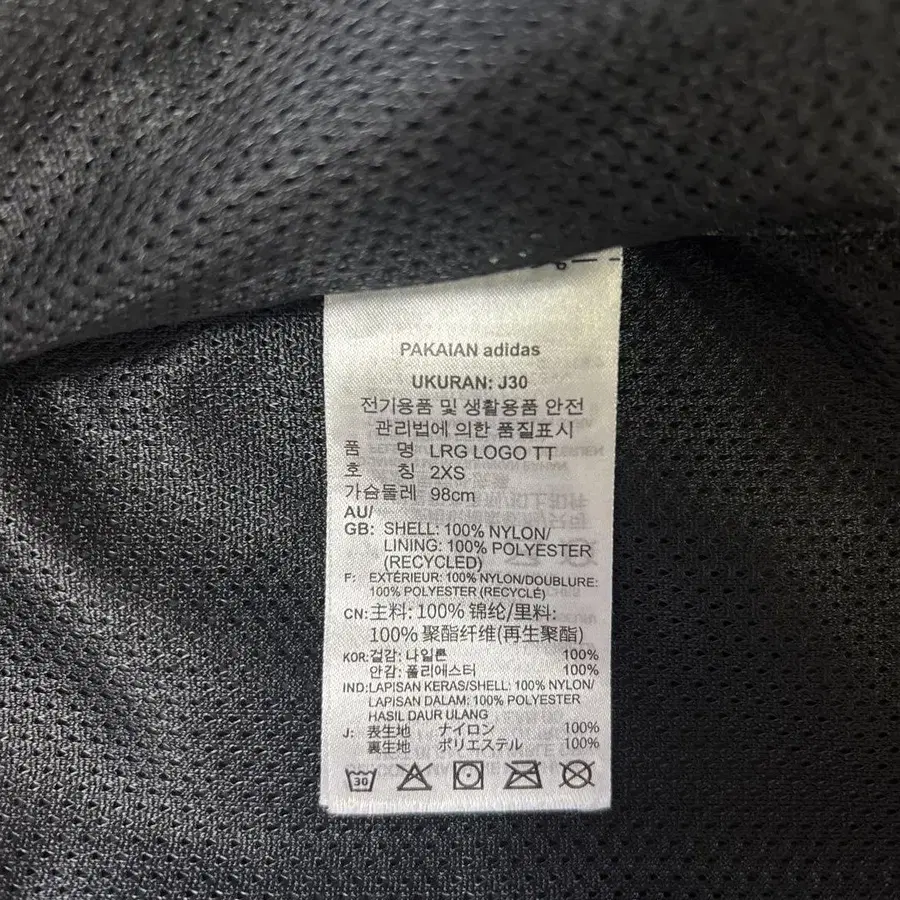 PAKAIAN adidas
UKURAN: J30
전기용품 및 생활용품 안전
관리법에 의한 품질표시
품 명 LRG LOGO TT
호 칭 2XS
가슴둘레 98cm
AU/
GB: SHELL: 100% NYLON/
LINING: 100% POLYESTER
(RECYCLED)
F: EXTÉRIEUR: 100% NYLON/DOUBLURE:
100% POLYESTER (RECYCLÉ)
CN: 主料: 100% 锦纶/里料:
100% 聚酯纤维(再生聚酯)
KOR: 겉감: 나일론 100%
안감: 폴리에스터 100%
IND: LAPISAN KERAS/SHELL: 100% NYLON/
LAPISAN DALAM: 100% POLYESTER
HASIL DAUR ULANG
J: 表生地 ナイロン 100%
裏生地 ポリエステル 100%
30